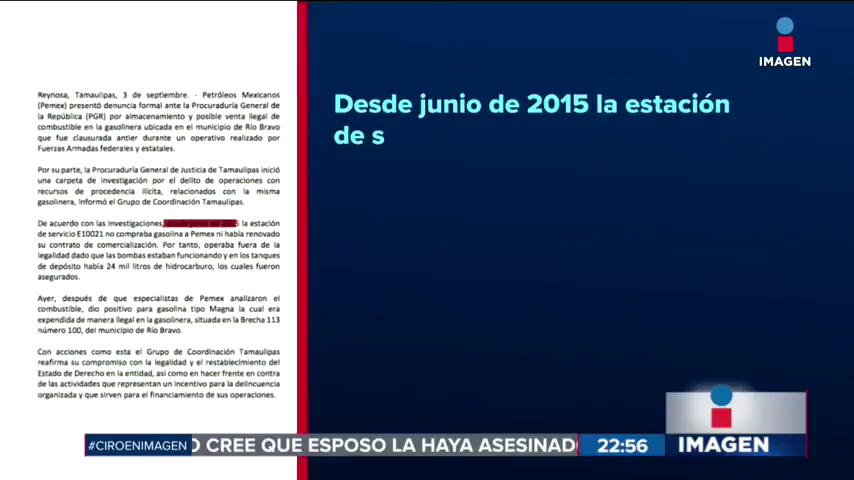 Reynosa, Tamaulipas, 3 de septiembre. - Petróleos Mexicanos
(Pemex) presentó denuncia formal ante la Procuraduría General de
la República (PGR) por almacenamiento y posible venta ilegal de
combustible en la gasolinera ubicada en el municipio de Río Bravo
que fue clausurada antier durante un operativo realizado por
Fuerzas Armadas federales y estatales.
Por su parte, la Procuraduría General de Justicia de Tamaulipas inició
una carpeta de investigación por el delito de operaciones con
recursos de procedencia ilícita, relacionados con la misma
gasolinera, informó el Grupo de Coordinación Tamaulipas.
De acuerdo con las investigaciones, desde junio de 2015 la estación
de servicio E10021 no compraba gasolina a Pemex ni había renovado
su contrato de comercialización. Por tanto, operaba fuera de la
legalidad dado que las bombas estaban funcionando y en los tanques
de depósito había 24 mil litros de hidrocarburo, los cuales fueron
asegurados.
Ayer, después de que especialistas de Pemex analizaron el
combustible, dio positivo para gasolina tipo Magna la cual era
expendida de manera ilegal en la gasolinera, situada en la Brecha 113
número 100, del municipio de Río Bravo.
Con acciones como esta el Grupo de Coordinación Tamaulipas
reafirma su compromiso con la legalidad y el restablecimiento del
Estado de Derecho en la entidad, así como en hacer frente en contra
de las actividades que representan un incentivo para la delincuencia
organizada y que sirven para el financiamiento de sus operaciones.
IMAGEN
Desde junio de 2015 la estación
de s
#CIROENIMAGEN
O CREE QUE ESPOSO LA HAYA ASESINAD
22:56
IMAGEN